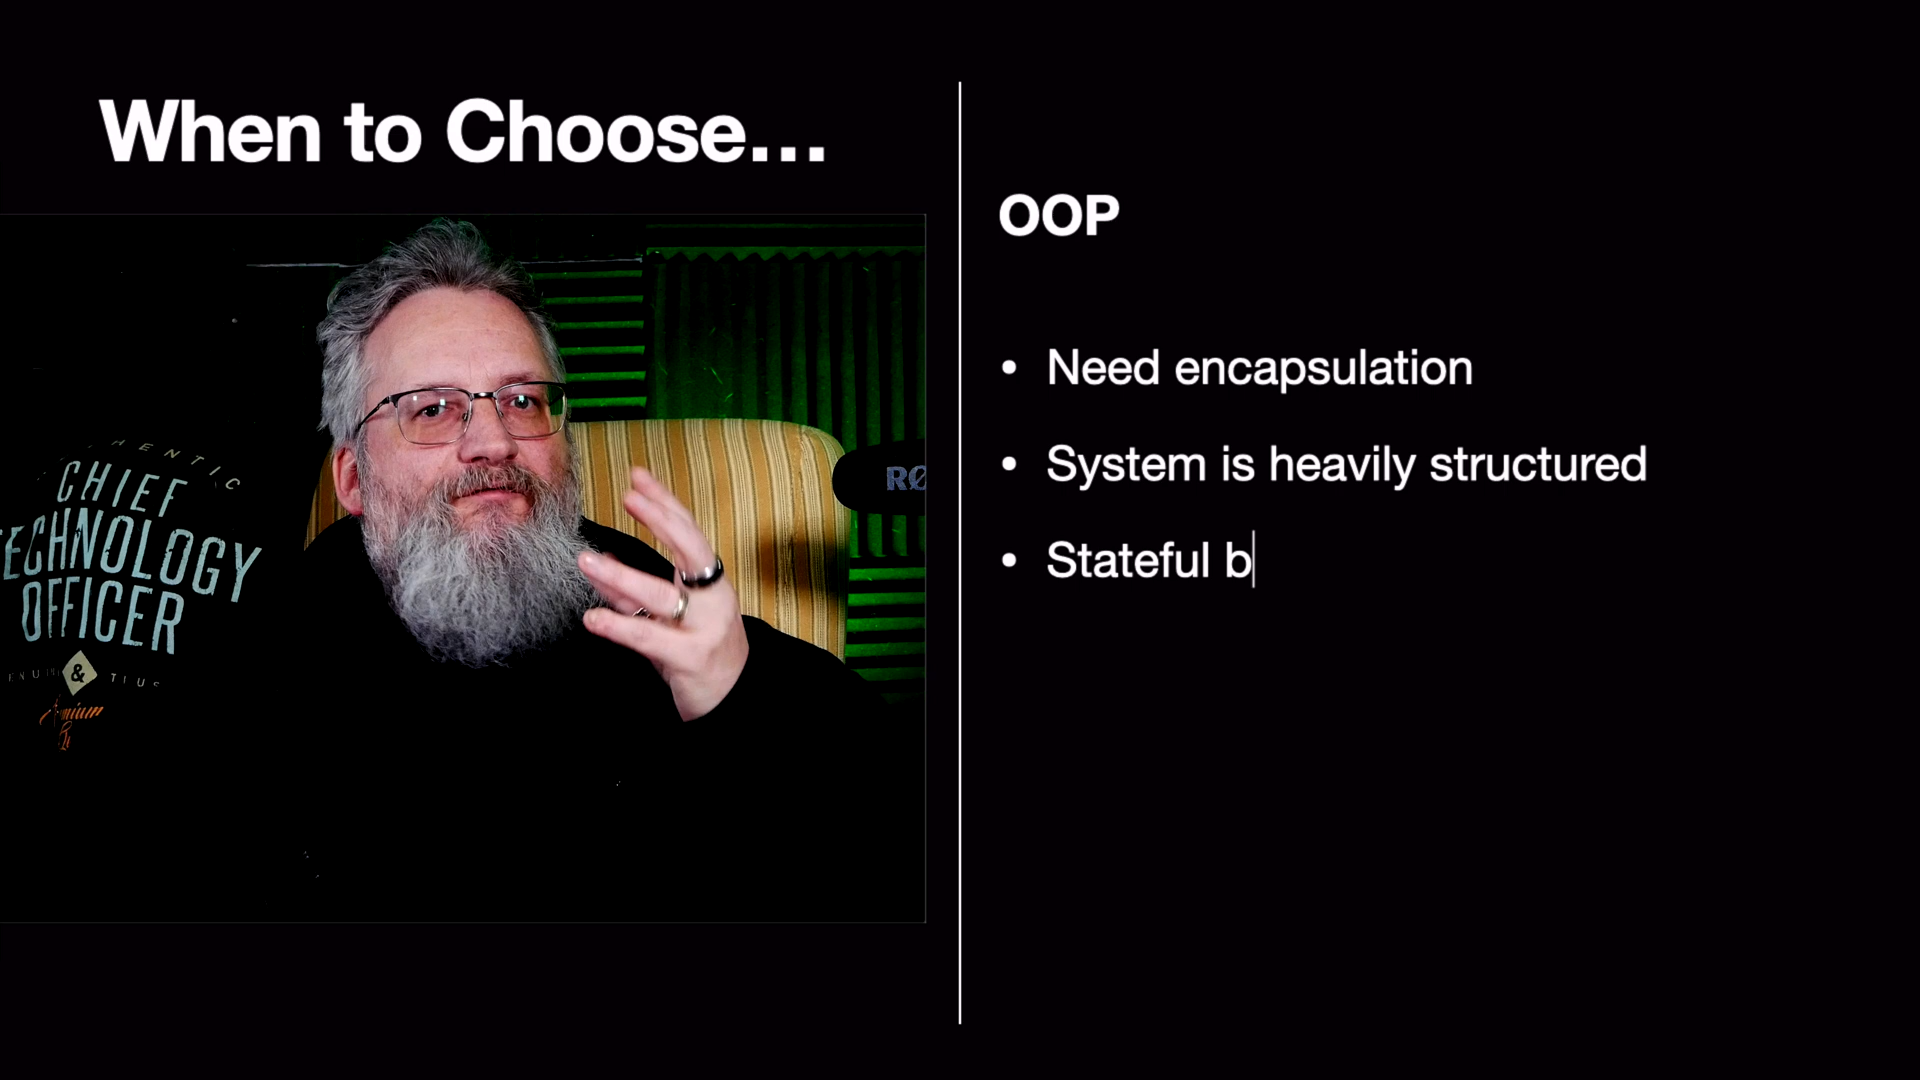 When to Choose...
OOP
• Need encapsulation
• System is heavily structured
• Stateful b
CHIEF
TECHNOLOGY
OFFICER
&
RØ